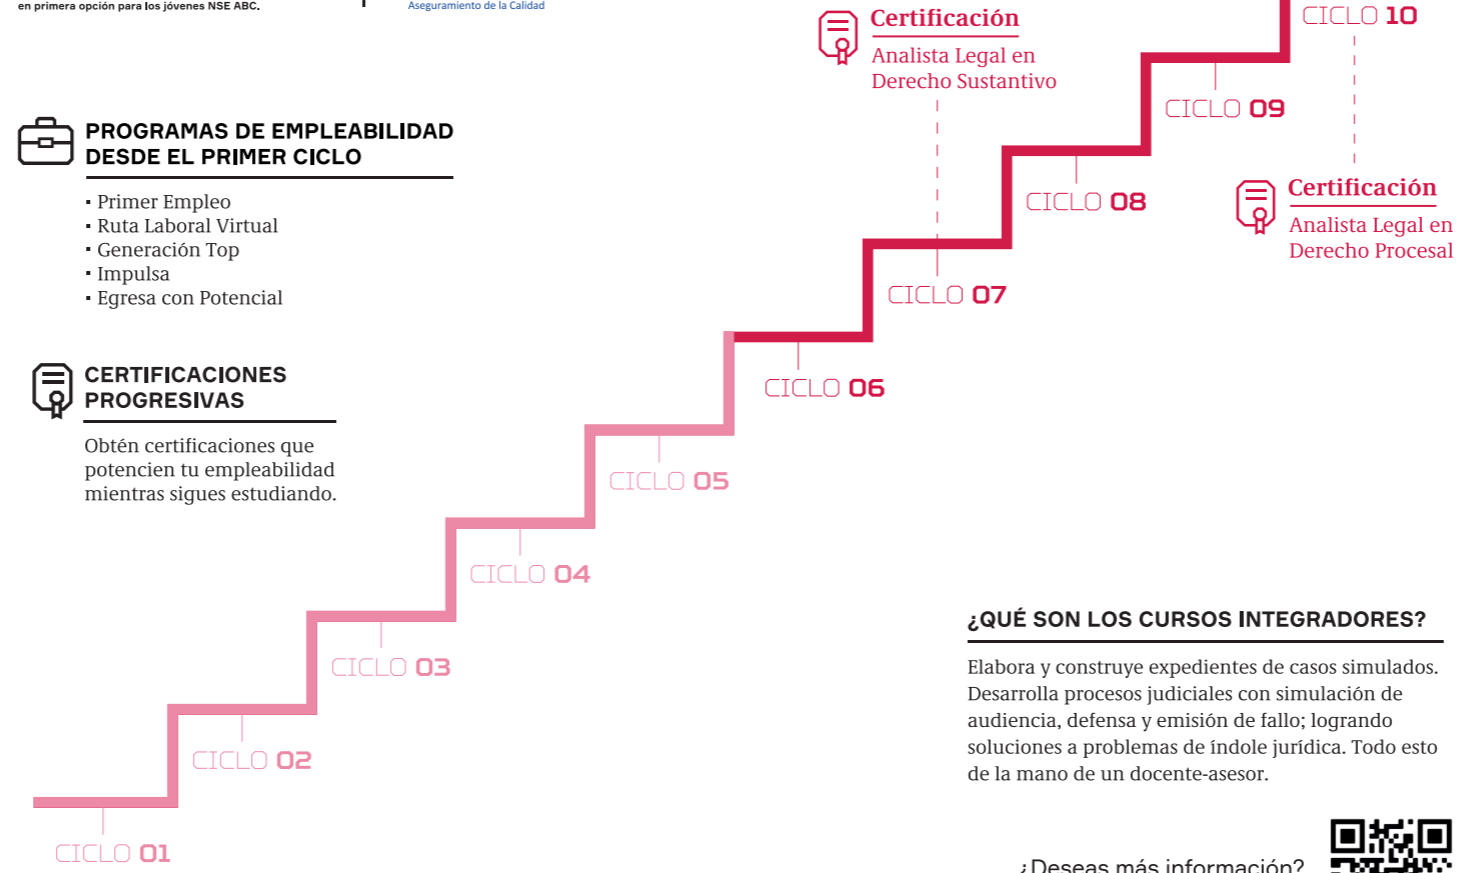 en primera opción para los jóvenes NSE ABC.
Aseguramiento de la Calidad
PROGRAMAS DE EMPLEABILIDAD
DESDE EL PRIMER CICLO
▪ Primer Empleo
▪ Ruta Laboral Virtual
▪ Generación Top
▪ Impulsa
▪ Egresa con Potencial
CERTIFICACIONES
PROGRESIVAS
Obtén certificaciones que
potencien tu empleabilidad
mientras sigues estudiando.
CICLO 01
CICLO 02
CICLO 03
CICLO 04
CICLO 05
CICLO 06
CICLO 07
Certificación
Analista Legal en
Derecho Sustantivo
CICLO 08
CICLO 09
CICLO 10
Certificación
Analista Legal en
Derecho Procesal
¿QUÉ SON LOS CURSOS INTEGRADORES?
Elabora y construye expedientes de casos simulados.
Desarrolla procesos judiciales con simulación de
audiencia, defensa y emisión de fallo; logrando
soluciones a problemas de índole jurídica. Todo esto
de la mano de un docente-asesor.
¿Deseas más información?